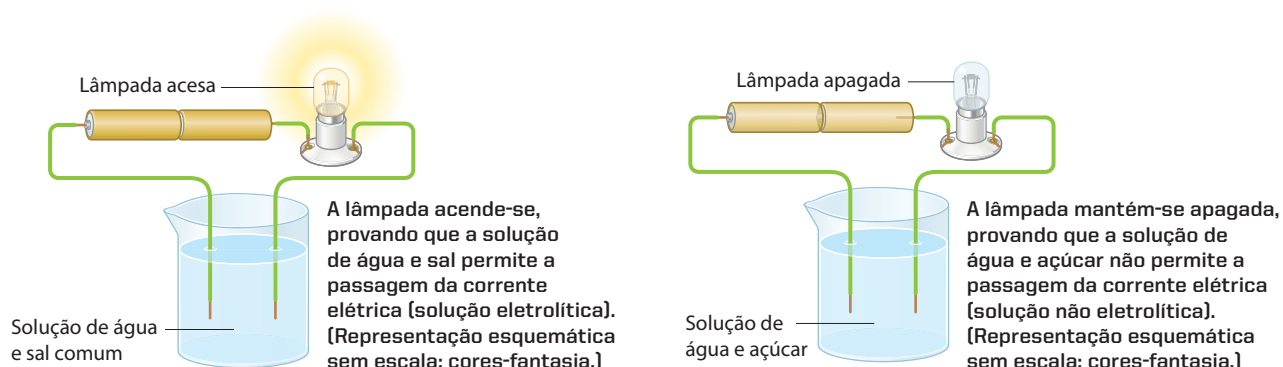 Lâmpada acesa
A lâmpada acende-se,
provando que a solução
de água e sal permite a
passagem da corrente
elétrica (solução eletrolítica).
(Representação esquemática
sem escala; cores-fantasia.)
Solução de água
e sal comum
Lâmpada apagada
A lâmpada mantém-se apagada,
provando que a solução de
água e açúcar não permite a
passagem da corrente elétrica
(solução não eletrolítica).
(Representação esquemática
sem escala; cores-fantasia.)
Solução de
água e açúcar